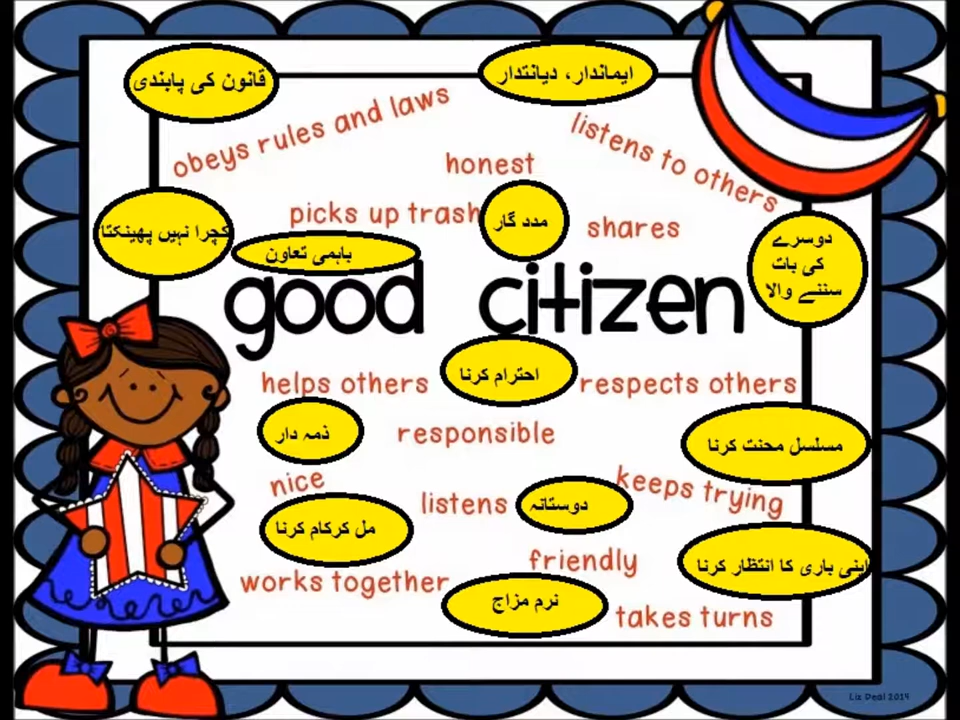 قانون کی پابندی
ایماندار، دیانتدار
obeys rules and laws
listens to others
honest
picks up trash
مدد گار
shares
کچرا نہیں پھینکتا
باہمی تعاون
دوسرے
کی بات
سننے والا
good citizen
helps others
احترام کرنا
respects others
ذمہ دار
responsible
مسلسل محنت کرنا
nice
listens
دوستانہ
keeps trying
مل کرکام کرنا
friendly
اپنی باری کا انتظار کرنا
works together
نرم مزاج
takes turns
Liz Deal 2014